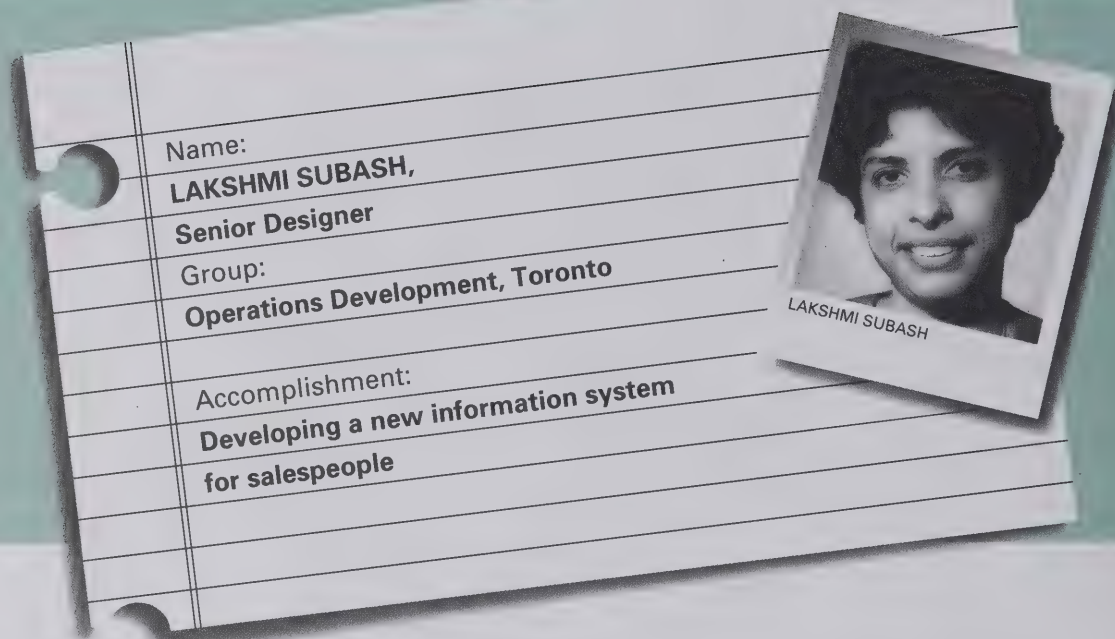 Name:
LAKSHMI SUBASH,
Senior Designer
Group:
Operations Development, Toronto
Accomplishment:
Developing a new information system
for salespeople
LAKSHMI SUBASH